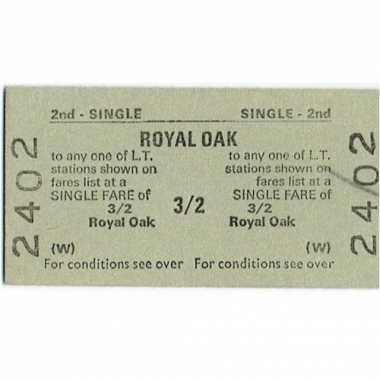 2nd - SINGLE SINGLE - 2nd
ROYAL OAK
to any one of L.T. to any one of L.T.
stations shown on stations shown on
fares list at a fares list at a
SINGLE FARE of SINGLE FARE of
3/2 3/2 3/2
Royal Oak Royal Oak
(W) (W)
For conditions see over For conditions see over
2402
2402